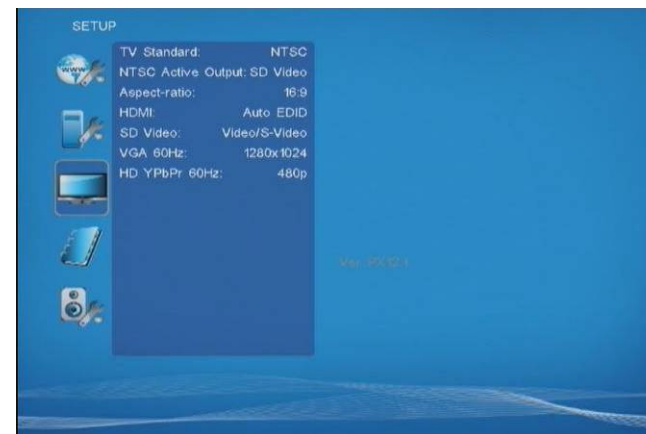 SETUP
TV Standard: NTSC
NTSC Active Output: SD Video
Aspect-ratio: 16:9
HDMI: Auto EDID
SD Video: Video/S-Video
VGA 60Hz: 1280x1024
HD YPbPr 60Hz: 480p
www